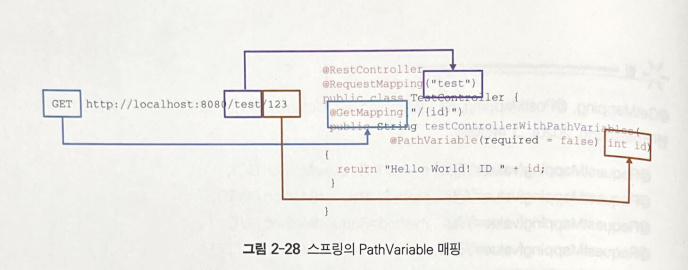 @RestController
@RequestMapping("test")
public class TestController {
GET http://localhost:8080/test/123
@GetMapping "/{id}")
public String testControllerWithPathVariables(
@PathVariable(required = false) int id)
{
return "Hello World! ID " + id;
}
}
그림 2-28 스프링의 PathVariable 매핑